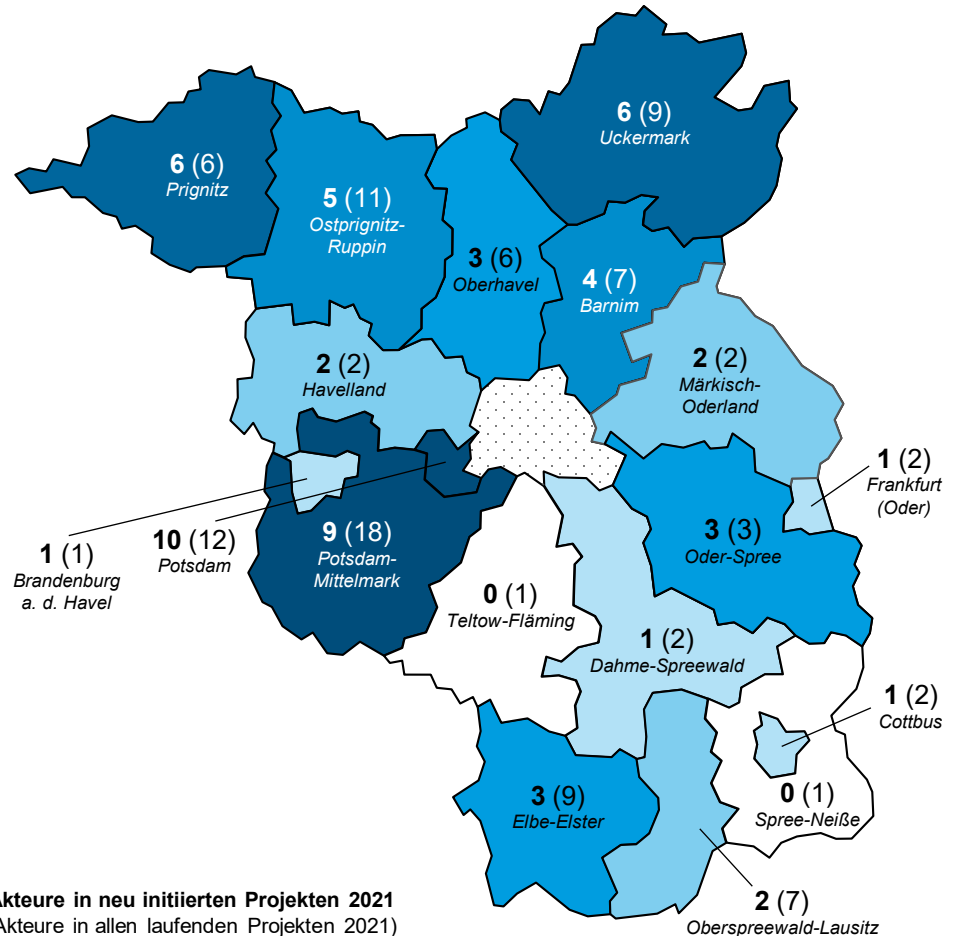 6 (9)
Uckermark
6 (6)
Prignitz
5 (11)
Ostprignitz-
Ruppin
3 (6)
Oberhavel
4 (7)
Barnim
2 (2)
Havelland
2 (2)
Märkisch-
Oderland
1 (2)
Frankfurt
(Oder)
1 (1)
Brandenburg
a. d. Havel
10 (12)
Potsdam
9 (18)
Potsdam-
Mittelmark
3 (3)
Oder-Spree
0 (1)
Teltow-Fläming
1 (2)
Dahme-Spreewald
1 (2)
Cottbus
0 (1)
Spree-Neiße
3 (9)
Elbe-Elster
2 (7)
Oberspreewald-Lausitz
Akteure in neu initiierten Projekten 2021
Akteure in allen laufenden Projekten 2021)